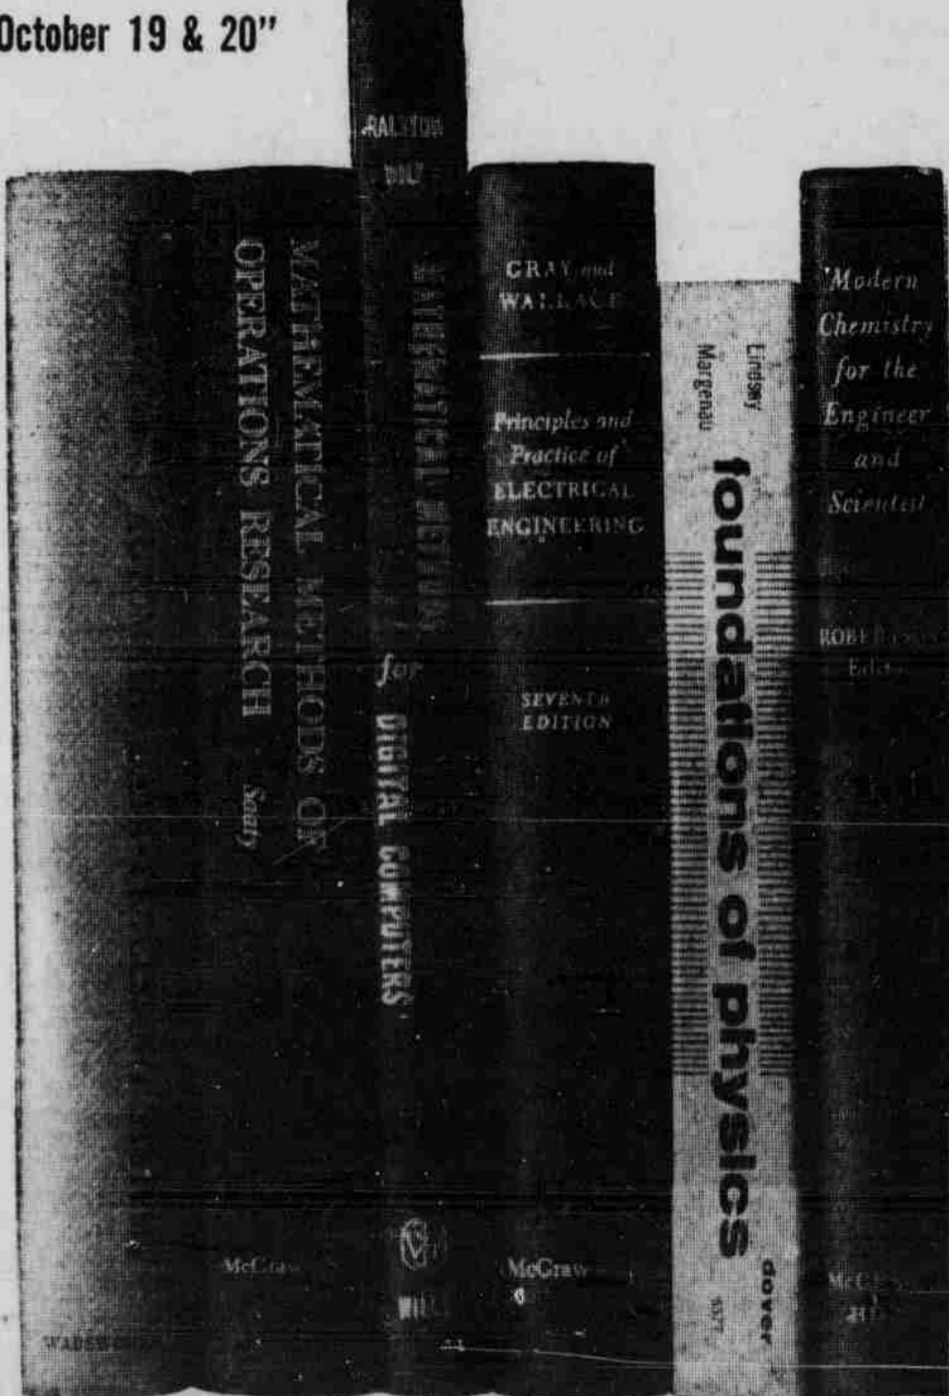 October 19 & 20”
MATHEMATICAL METHODS OF
OPERATIONS RESEARCH Saaty
RALSTON
WILF
MATHEMATICAL METHODS
for
DIGITAL COMPUTERS
GRAY and
WALLACE
Principles and
Practice of
ELECTRICAL
ENGINEERING
SEVENTH
EDITION
McGraw
McGraw
Lindsay
Margenau
foundations of physics
dover
Modern
Chemistry
for the
Engineer
and
Scientist
ROBERTSON
Editor